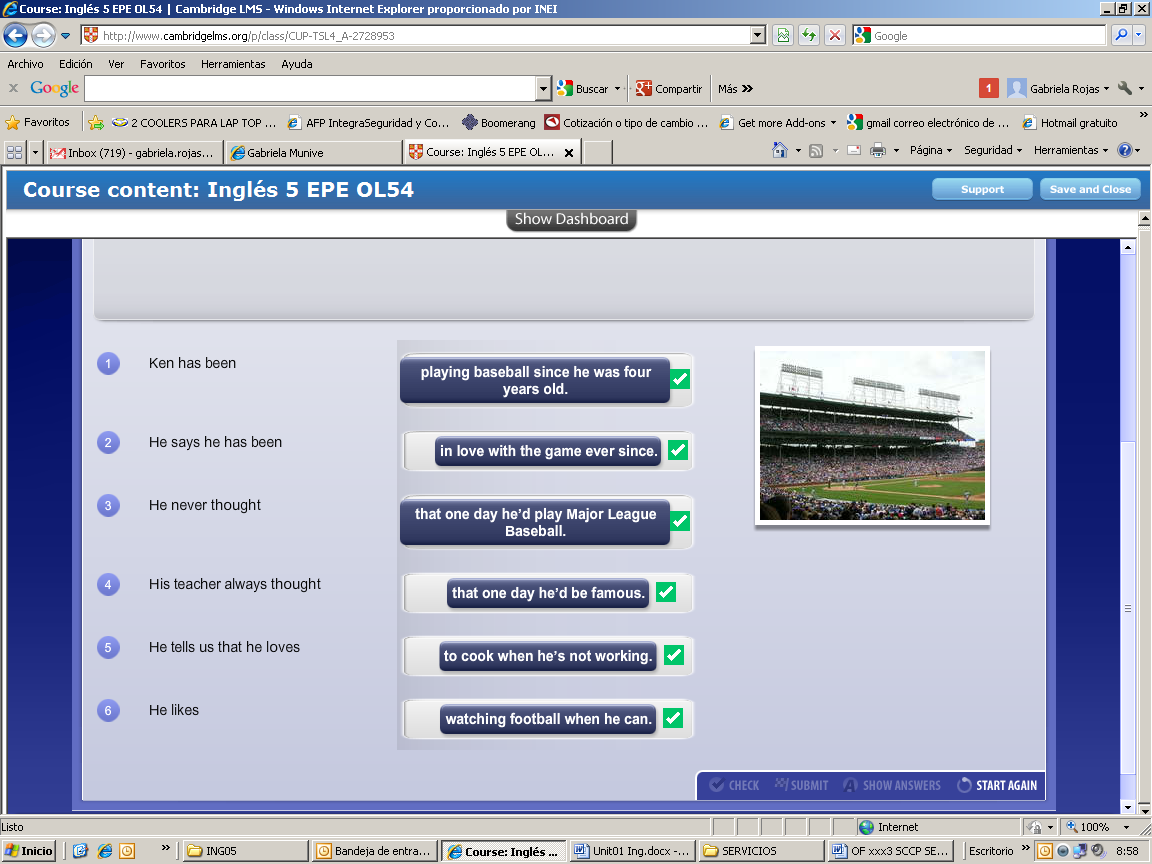 Course: Inglés 5 EPE OL54 | Cambridge LMS - Windows Internet Explorer proporcionado por INEI
http://www.cambridgelms.org/p/class/CUP-TSL4_A-2728953
Google
Archivo Edición Ver Favoritos Herramientas Ayuda
x Google Buscar Compartir Más » 1 Gabriela Rojas
Favoritos 2 COOLERS PARA LAP TOP ... AFP IntegraSeguridad y Co... Boomerang Cotización o tipo de cambio ... Get more Add-ons gmail correo electrónico de ... Hotmail gratuito »
Inbox (719) - gabriela.rojas... Gabriela Munive Course: Inglés 5 EPE OL... x Página Seguridad Herramientas
Course content: Inglés 5 EPE OL54 Support Save and Close
Show Dashboard
1 Ken has been
playing baseball since he was four
years old.
2 He says he has been in love with the game ever since.
3 He never thought
that one day he'd play Major League
Baseball.
4 His teacher always thought that one day he'd be famous.
5 He tells us that he loves to cook when he's not working.
6 He likes watching football when he can.
CHECK SUBMIT SHOW ANSWERS START AGAIN
Listo Internet 100%
Inicio » ING05 Bandeja de entra... Course: Inglés ... Unit01 Ing.docx -... SERVICIOS OF xxx3 SCCP SE... Escritorio » 8:58